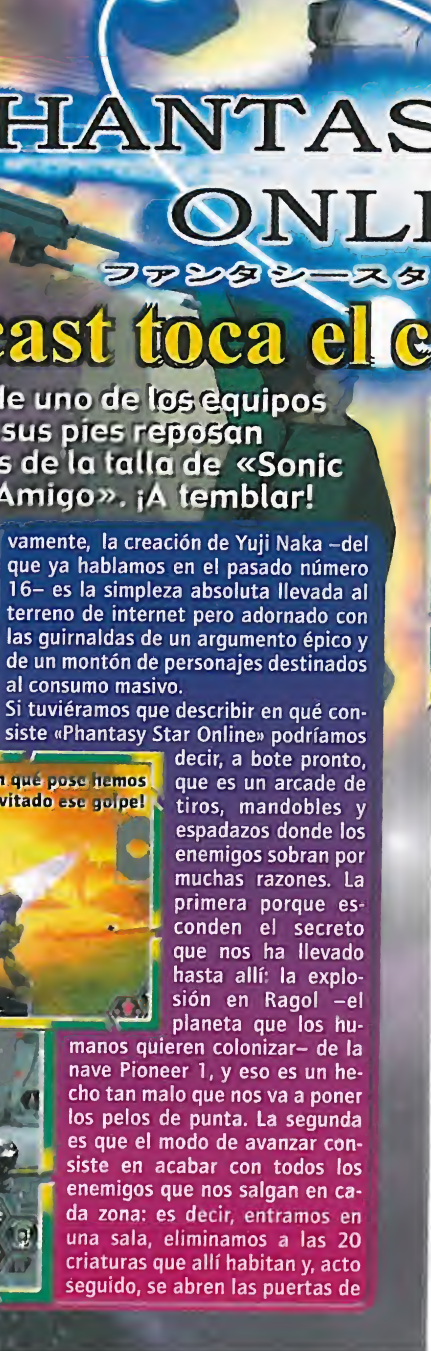 HANTAS
ONLI
ファンタシースタ
cast toca el c
de uno de los equipos
sus pies reposan
s de la talla de «Sonic
Amigo». ¡A temblar!
vamente, la creación de Yuji Naka –del
que ya hablamos en el pasado número
16– es la simpleza absoluta llevada al
terreno de internet pero adornado con
las guirnaldas de un argumento épico y
de un montón de personajes destinados
al consumo masivo.
Si tuviéramos que describir en qué con-
siste «Phantasy Star Online» podríamos
decir, a bote pronto,
que es un arcade de
tiros, mandobles y
espadazos donde los
enemigos sobran por
muchas razones. La
primera porque es-
conden el secreto
que nos ha llevado
hasta allí: la explo-
sión en Ragol –el
planeta que los hu-
manos quieren colonizar– de la
nave Pioneer 1, y eso es un he-
cho tan malo que nos va a poner
los pelos de punta. La segunda
es que el modo de avanzar con-
siste en acabar con todos los
enemigos que nos salgan en ca-
da zona: es decir, entramos en
una sala, eliminamos a las 20
criaturas que allí habitan y, acto
seguido, se abren las puertas de
n qué pose hemos
vitado ese golpe!